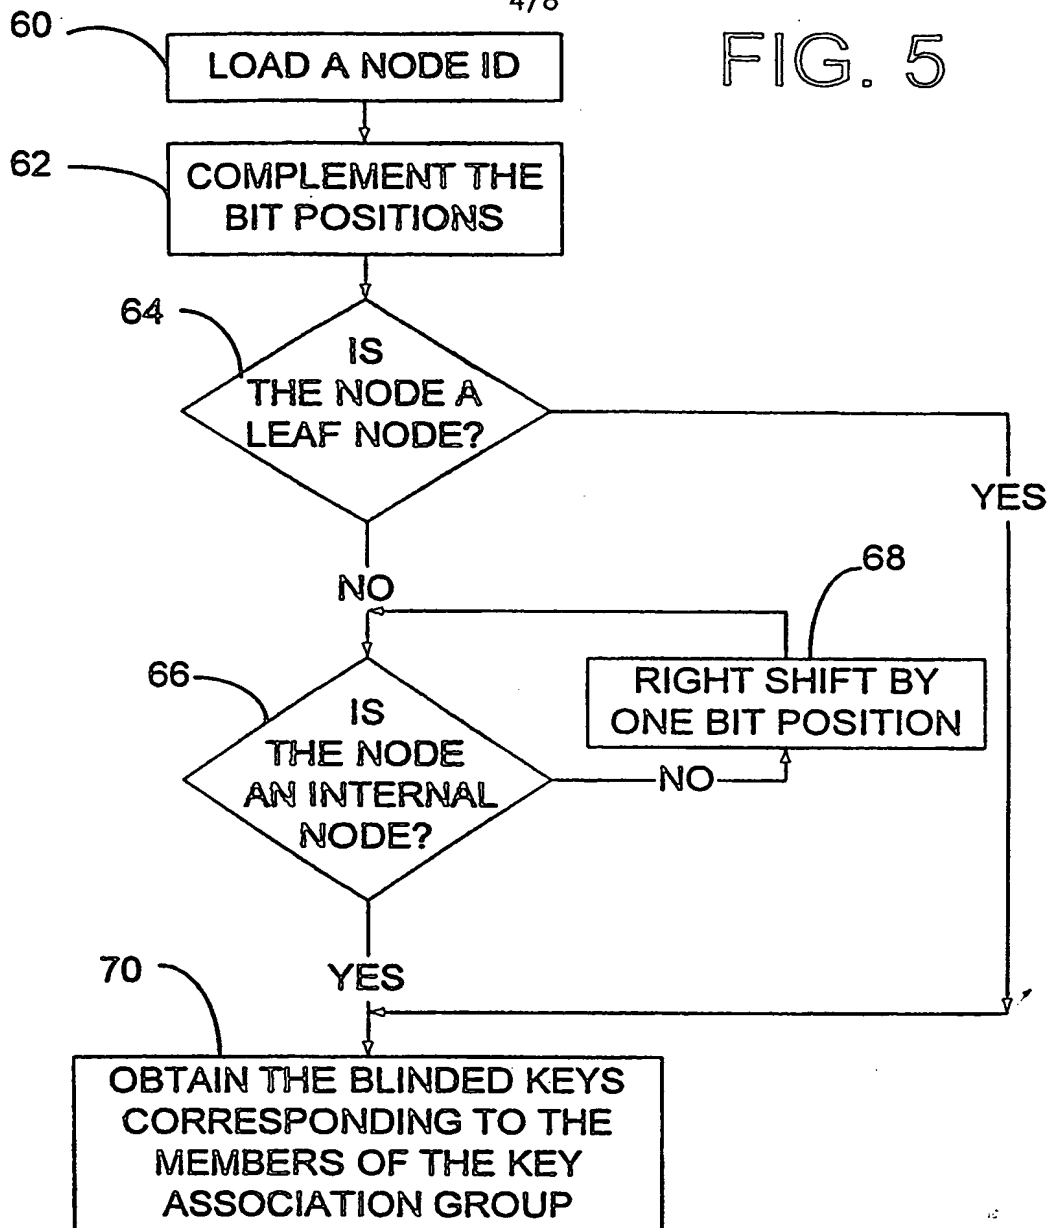 4/8
FIG. 5
60
LOAD A NODE ID
62
COMPLEMENT THE
BIT POSITIONS
64
IS
THE NODE A
LEAF NODE?
YES
NO
68
RIGHT SHIFT BY
ONE BIT POSITION
66
IS
THE NODE
AN INTERNAL
NODE?
NO
YES
70
OBTAIN THE BLINDED KEYS
CORRESPONDING TO THE
MEMBERS OF THE KEY
ASSOCIATION GROUP